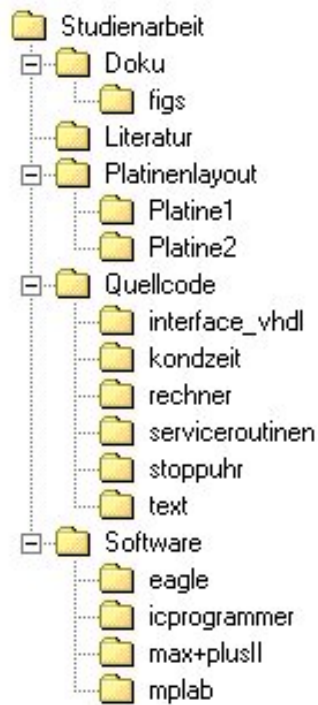 Studienarbeit
Doku
figs
Literatur
Platinenlayout
Platine1
Platine2
Quellcode
interface_vhdl
kondzeit
rechner
serviceroutinen
stoppuhr
text
Software
eagle
icprogrammer
max+plusII
mplab